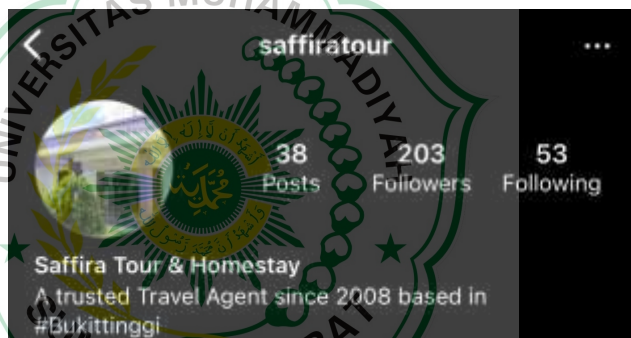 saffiratour
38 203 53
Posts Followers Following
Saffira Tour & Homestay
A trusted Travel Agent since 2008 based in
#Bukittinggi
UNIVERSITAS MUHAMMADIYAH
محمدية